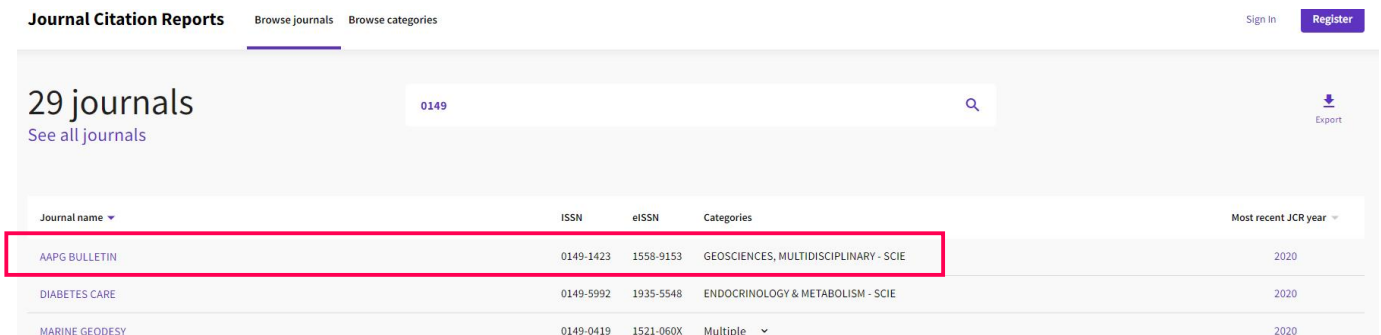 Journal Citation Reports Browse journals Browse categories Sign In Register
29 journals
See all journals
0149
Export
Journal name ISSN eISSN Categories Most recent JCR year
AAPG BULLETIN 0149-1423 1558-9153 GEOSCIENCES, MULTIDISCIPLINARY - SCIE 2020
DIABETES CARE 0149-5992 1935-5548 ENDOCRINOLOGY & METABOLISM - SCIE 2020
MARINE GEODESY 0149-0419 1521-060X Multiple 2020